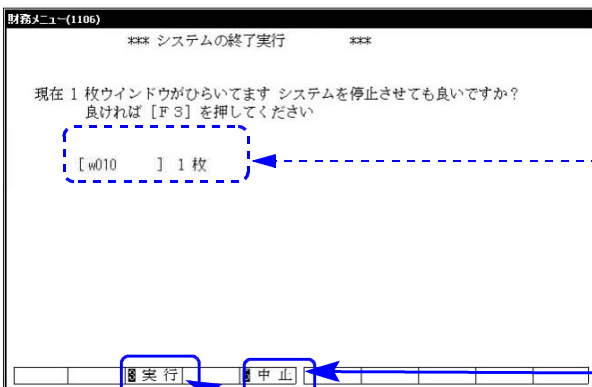 財務メニュー(1106)
*** システムの終了実行 ***
現在 1 枚ウインドウがひらいてます システムを停止させても良いですか?
良ければ [F3] を押してください
[ w010 ] 1 枚
実 行 中 止